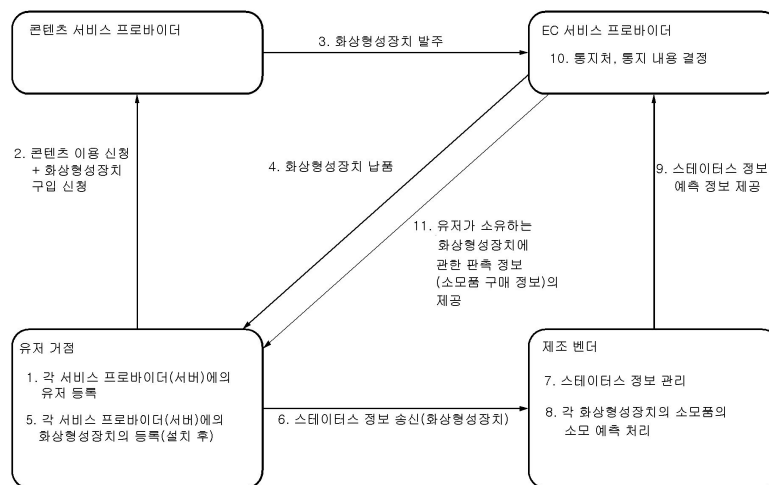 콘텐츠 서비스 프로바이더
EC 서비스 프로바이더
10. 통지처, 통지 내용 결정
3. 화상형성장치 발주
2. 콘텐츠 이용 신청
+ 화상형성장치
구입 신청
4. 화상형성장치 납품
9. 스테이터스 정보
예측 정보 제공
11. 유저가 소유하는
화상형성장치에
관한 판측 정보
(소모품 구매 정보)의
제공
유저 거점
1. 각 서비스 프로바이더(서버)에의
유저 등록
5. 각 서비스 프로바이더(서버)에의
화상형성장치의 등록(설치 후)
6. 스테이터스 정보 송신(화상형성장치)
제조 벤더
7. 스테이터스 정보 관리
8. 각 화상형성장치의 소모품의
소모 예측 처리